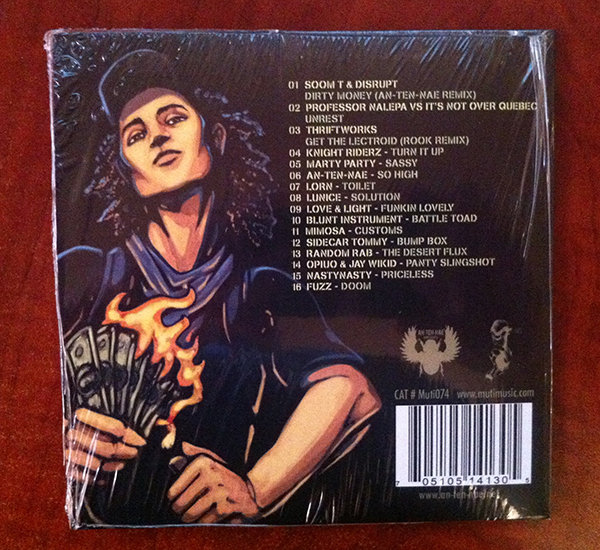 01 SOOM T & DISRUPT
DIRTY MONEY (AN-TEN-NAE REMIX)
02 PROFESSOR NALEPA VS IT'S NOT OVER QUEBEC
UNREST
03 THRIFTWORKS
GET THE LECTROID (ROOK REMIX)
04 KNIGHT RIDERZ - TURN IT UP
05 MARTY PARTY - SASSY
06 AN-TEN-NAE - SO HIGH
07 LORN - TOILET
08 LUNICE - SOLUTION
09 LOVE & LIGHT - FUNKIN LOVELY
10 BLUNT INSTRUMENT - BATTLE TOAD
11 MIMOSA - CUSTOMS
12 SIDECAR TOMMY - BUMP BOX
13 RANDOM RAB - THE DESERT FLUX
14 OPIUO & JAY WIKID - PANTY SLINGSHOT
15 NASTYNASTY - PRICELESS
16 FUZZ - DOOM
AN-TEN-NAE
CAT # Muti074 www.mutimusic.com
7 05105 14130 5
www.an-ten-nae.net